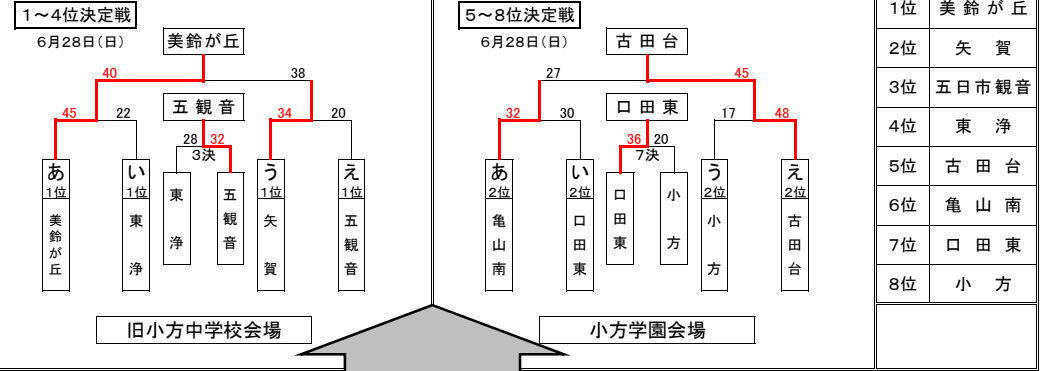 1～4位決定戦
6月28日(日)
美鈴が丘
40
38
五観音
45
22
34
20
28
32
3決
あ
い
う
え
1位
1位
1位
1位
美鈴が丘
東浄
東浄
五観音
矢賀
五観音
旧小方中学校会場
5～8位決定戦
6月28日(日)
古田台
27
45
口田東
32
30
17
48
36
20
7決
あ
い
う
え
2位
2位
2位
2位
亀山南
口田東
口田東
小方
小方
古田台
小方学園会場
1位 美鈴が丘
2位 矢賀
3位 五日市観音
4位 東浄
5位 古田台
6位 亀山南
7位 口田東
8位 小方